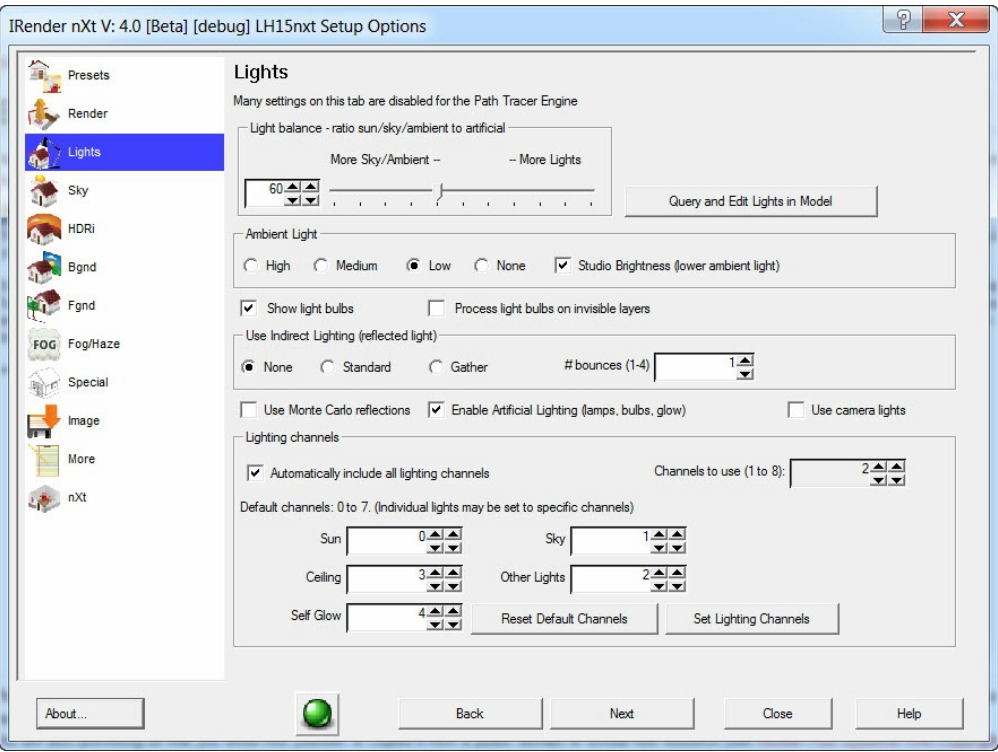 IRender nXt V: 4.0 [Beta] [debug] LH15nxt Setup Options
Presets
Render
Lights
Sky
HDRi
Bgnd
Fgnd
FOG Fog/Haze
Special
Image
More
nXt
Lights
Many settings on this tab are disabled for the Path Tracer Engine
Light balance - ratio sun/sky/ambient to artificial
More Sky/Ambient -- -- More Lights
60
Query and Edit Lights in Model
Ambient Light
High Medium Low None Studio Brightness (lower ambient light)
Show light bulbs Process light bulbs on invisible layers
Use Indirect Lighting (reflected light)
None Standard Gather # bounces (1-4) 1
Use Monte Carlo reflections Enable Artificial Lighting (lamps, bulbs, glow) Use camera lights
Lighting channels
Automatically include all lighting channels Channels to use (1 to 8): 2
Default channels: 0 to 7. (Individual lights may be set to specific channels)
Sun 0 Sky 1
Ceiling 3 Other Lights 2
Self Glow 4 Reset Default Channels Set Lighting Channels
About... Back Next Close Help